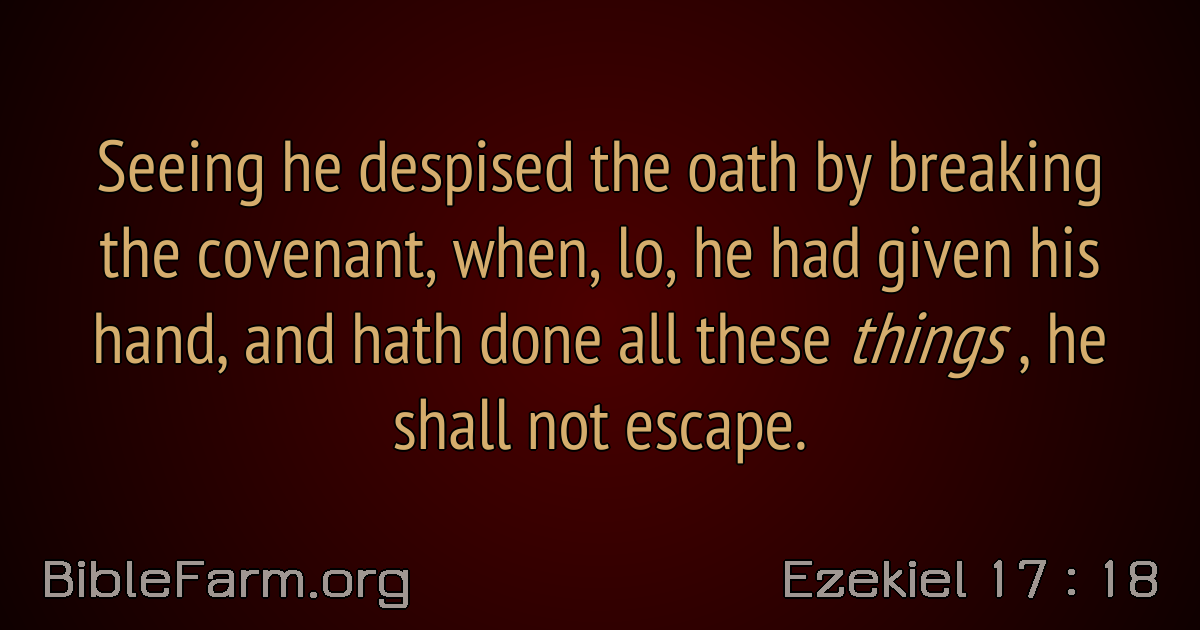 Seeing he despised the oath by breaking
the covenant, when, lo, he had given his
hand, and hath done all these things , he
shall not escape.
BibleFarm.org
Ezekiel 17 : 18